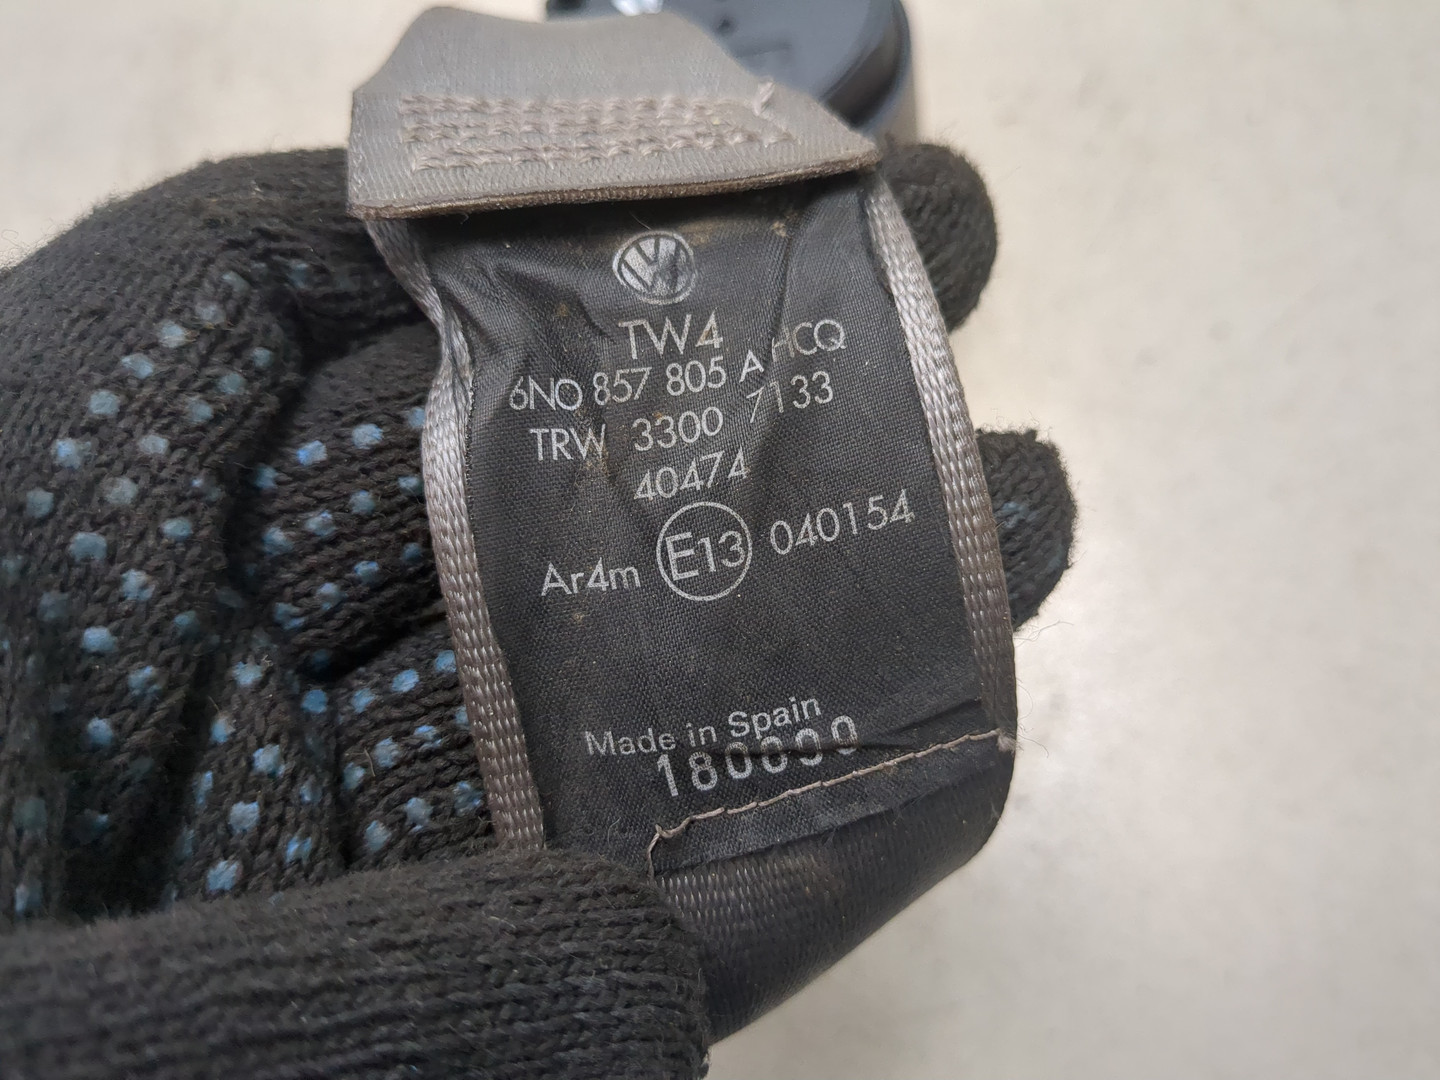 TW4
6N0 857 805 A HCQ
TRW 3300 7133
40474
Ar4m E13 040154
Made in Spain